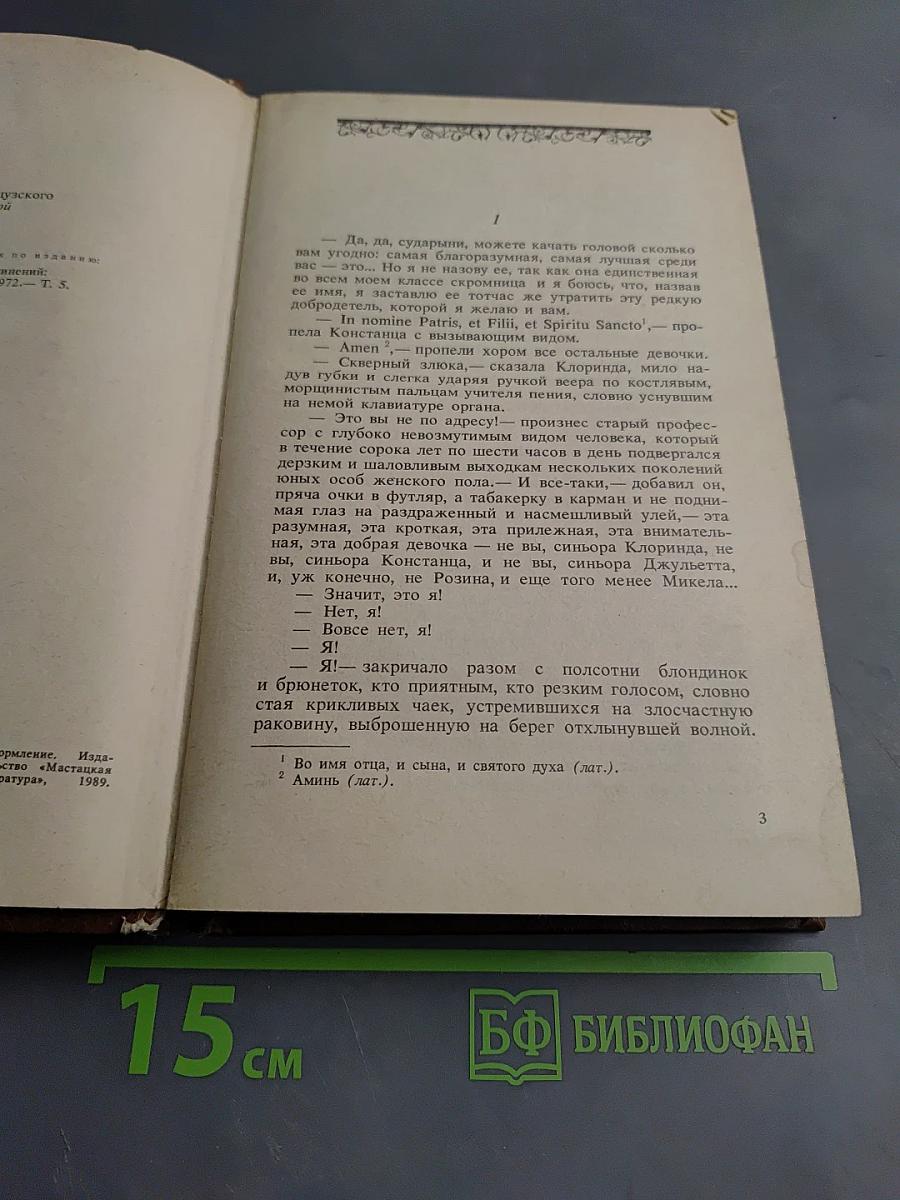 цузского
ой
к по изданию:
инений:
972.— Т. 5.
ормление. Изда-
ьство «Мастацкая
ратура», 1989.
1
— Да, да, сударыни, можете качать головой сколько
вам угодно: самая благоразумная, самая лучшая среди
вас — это... Но я не назову ее, так как она единственная
во всем моем классе скромница и я боюсь, что, назвав
ее имя, я заставлю ее тотчас же утратить эту редкую
добродетель, которой я желаю и вам.
— In nomine Patris, et Filii, et Spiritu Sancto¹,— про-
пела Констанца с вызывающим видом.
— Amen ²,— пропели хором все остальные девочки.
— Скверный злюка,— сказала Клоринда, мило на-
дув губки и слегка ударяя ручкой веера по костлявым,
морщинистым пальцам учителя пения, словно уснувшим
на немой клавиатуре органа.
— Это вы не по адресу!— произнес старый профес-
сор с глубоко невозмутимым видом человека, который
в течение сорока лет по шести часов в день подвергался
дерзким и шаловливым выходкам нескольких поколений
юных особ женского пола.— И все-таки,— добавил он,
пряча очки в футляр, а табакерку в карман и не подни-
мая глаз на раздраженный и насмешливый улей,— эта
разумная, эта кроткая, эта прилежная, эта вниматель-
ная, эта добрая девочка — не вы, синьора Клоринда, не
вы, синьора Констанца, и не вы, синьора Джульетта,
и, уж конечно, не Розина, и еще того менее Микела...
— Значит, это я!
— Нет, я!
— Вовсе нет, я!
— Я!
— Я!— закричало разом с полсотни блондинок
и брюнеток, кто приятным, кто резким голосом, словно
стая крикливых чаек, устремившихся на злосчастную
раковину, выброшенную на берег отхлынувшей волной.
¹ Во имя отца, и сына, и святого духа (лат.).
² Аминь (лат.).
3
15 см
БФ БИБЛИОФАН